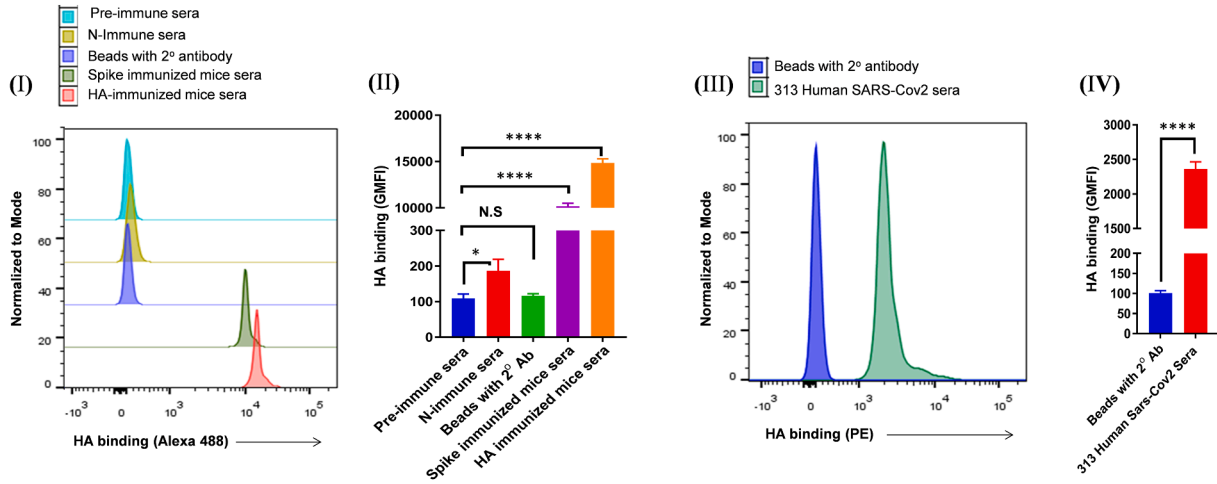 Pre-immune sera
N-Immune sera
Beads with 2º antibody
Spike immunized mice sera
HA-immunized mice sera
(I)
Normalized to Mode
100
80
60
40
20
0
-10³ 0 10³ 10⁴ 10⁵
HA binding (Alexa 488)
(II)
HA binding (GMFI)
20000
15000
10000
300
200
100
0
****
****
N.S
*
Pre-immune sera
N-immune sera
Beads with 2º Ab
Spike immunized mice sera
HA immunized mice sera
(III)
Beads with 2º antibody
313 Human SARS-Cov2 sera
Normalized to Mode
100
80
60
40
20
0
-10³ 0 10³ 10⁴ 10⁵
HA binding (PE)
(IV)
HA binding (GMFI)
3000
2500
2000
1500
200
150
100
50
0
****
Beads with 2º Ab
313 Human Sars-Cov2 Sera